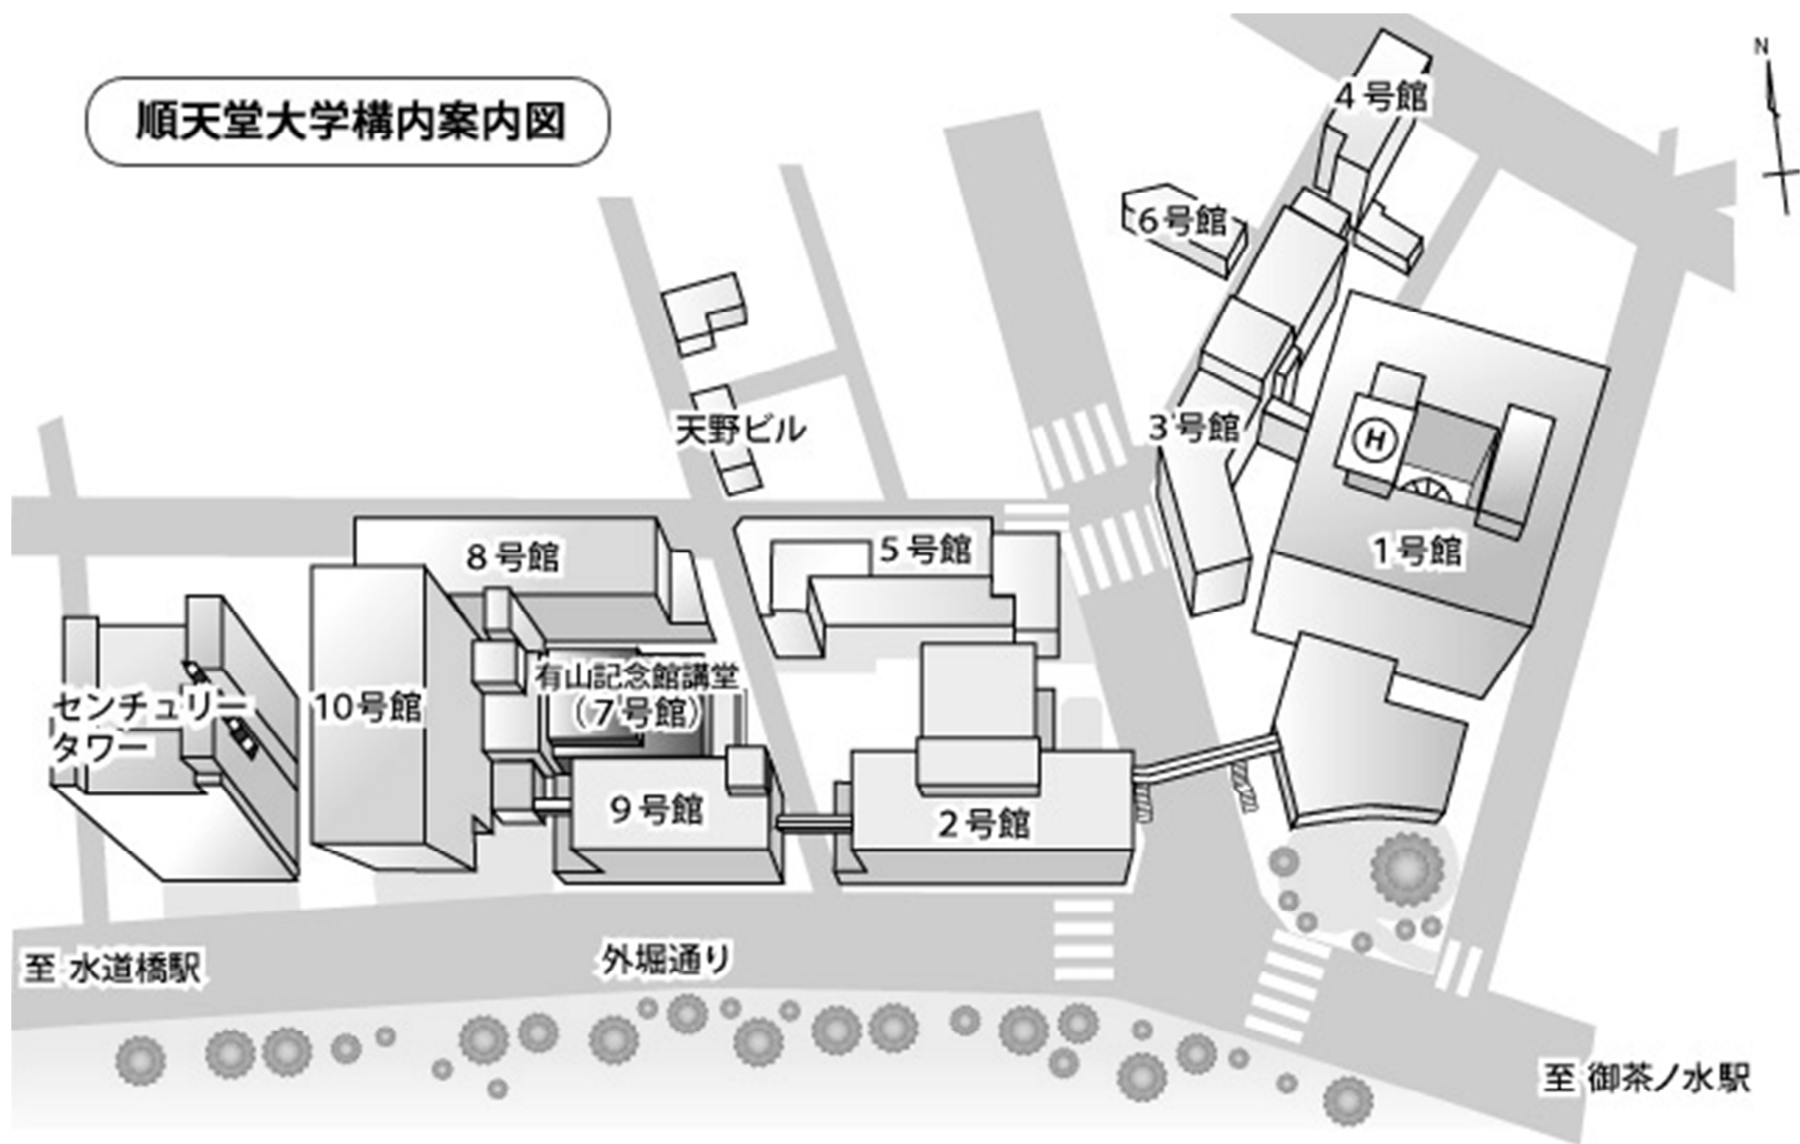 順天堂大学構内案内図
N
4号館
6号館
天野ビル
3号館
H
1号館
8号館
5号館
有山記念館講堂
(7号館)
センチュリー
タワー
10号館
9号館
2号館
外堀通り
至 水道橋駅
至 御茶ノ水駅